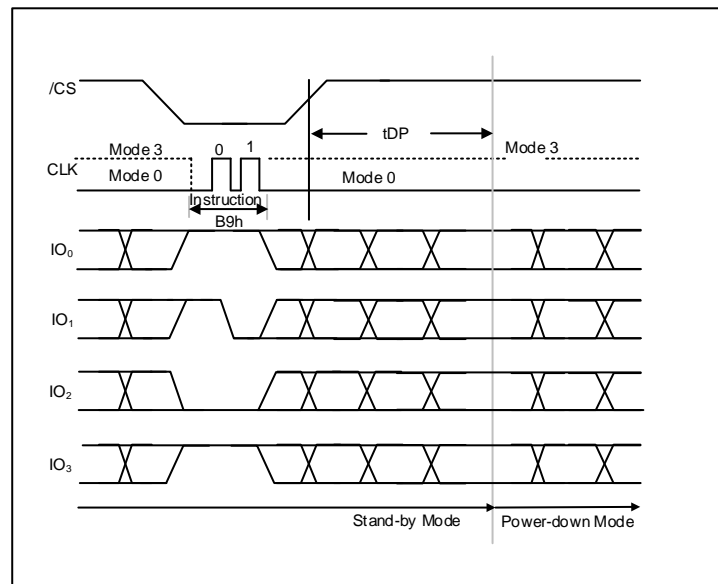 /CS
tDP
Mode 3 0 1 Mode 3
CLK
Mode 0 Mode 0
Instruction
B9h
IO₀
IO₁
IO₂
IO₃
Stand-by Mode Power-down Mode